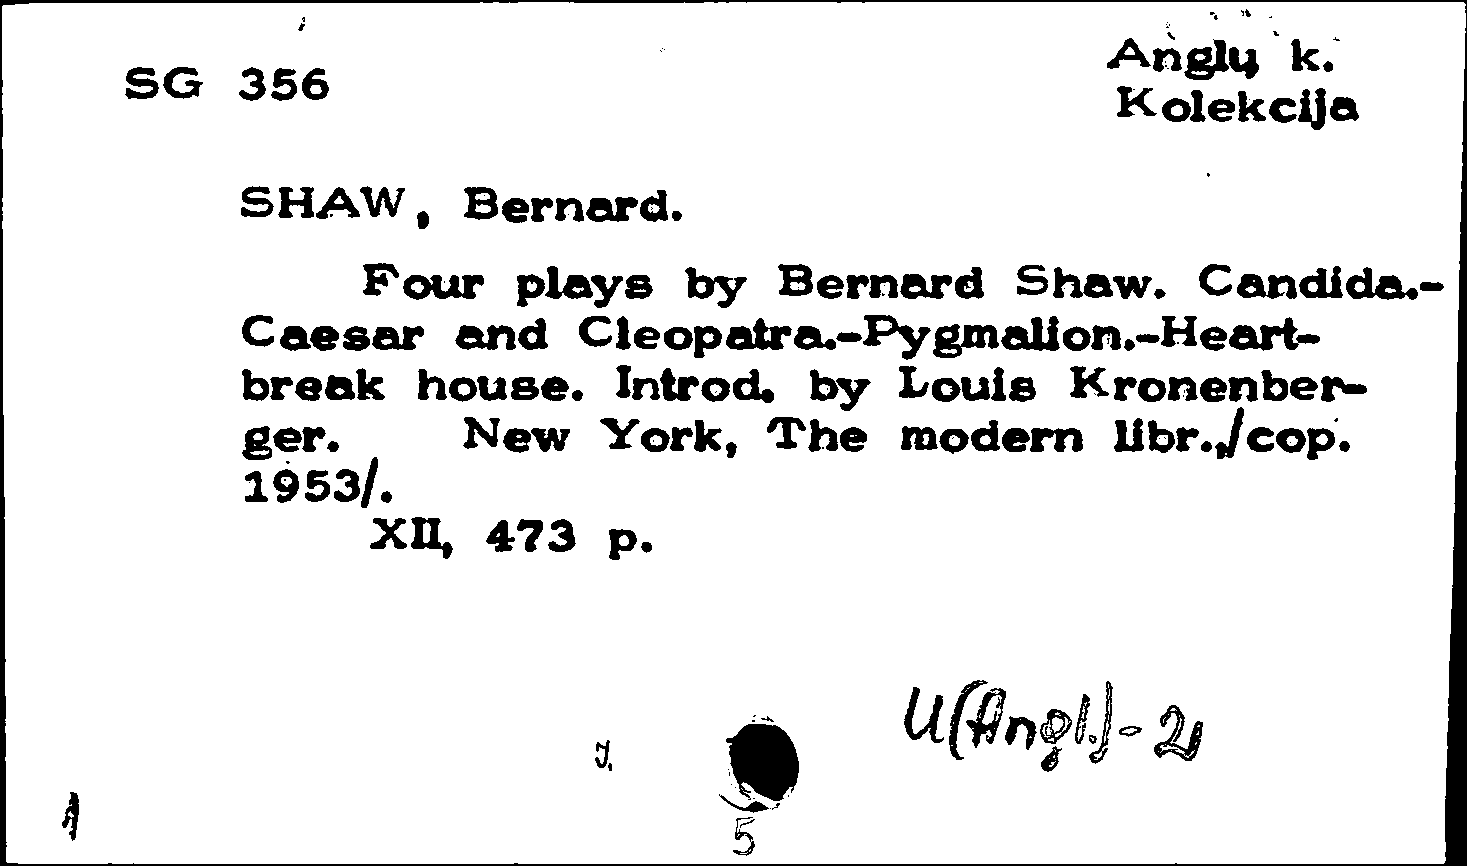 SG 356
Anglų k.
Kolekcija
SHAW, Bernard.
Four plays by Bernard Shaw. Candida.-
Caesar and Cleopatra.-Pygmalion.-Heart-
break house. Introd. by Louis Kronenber-
ger. New York, The modern libr.,/cop.
1953/.
XII, 473 p.
U(Angl.)-2
5